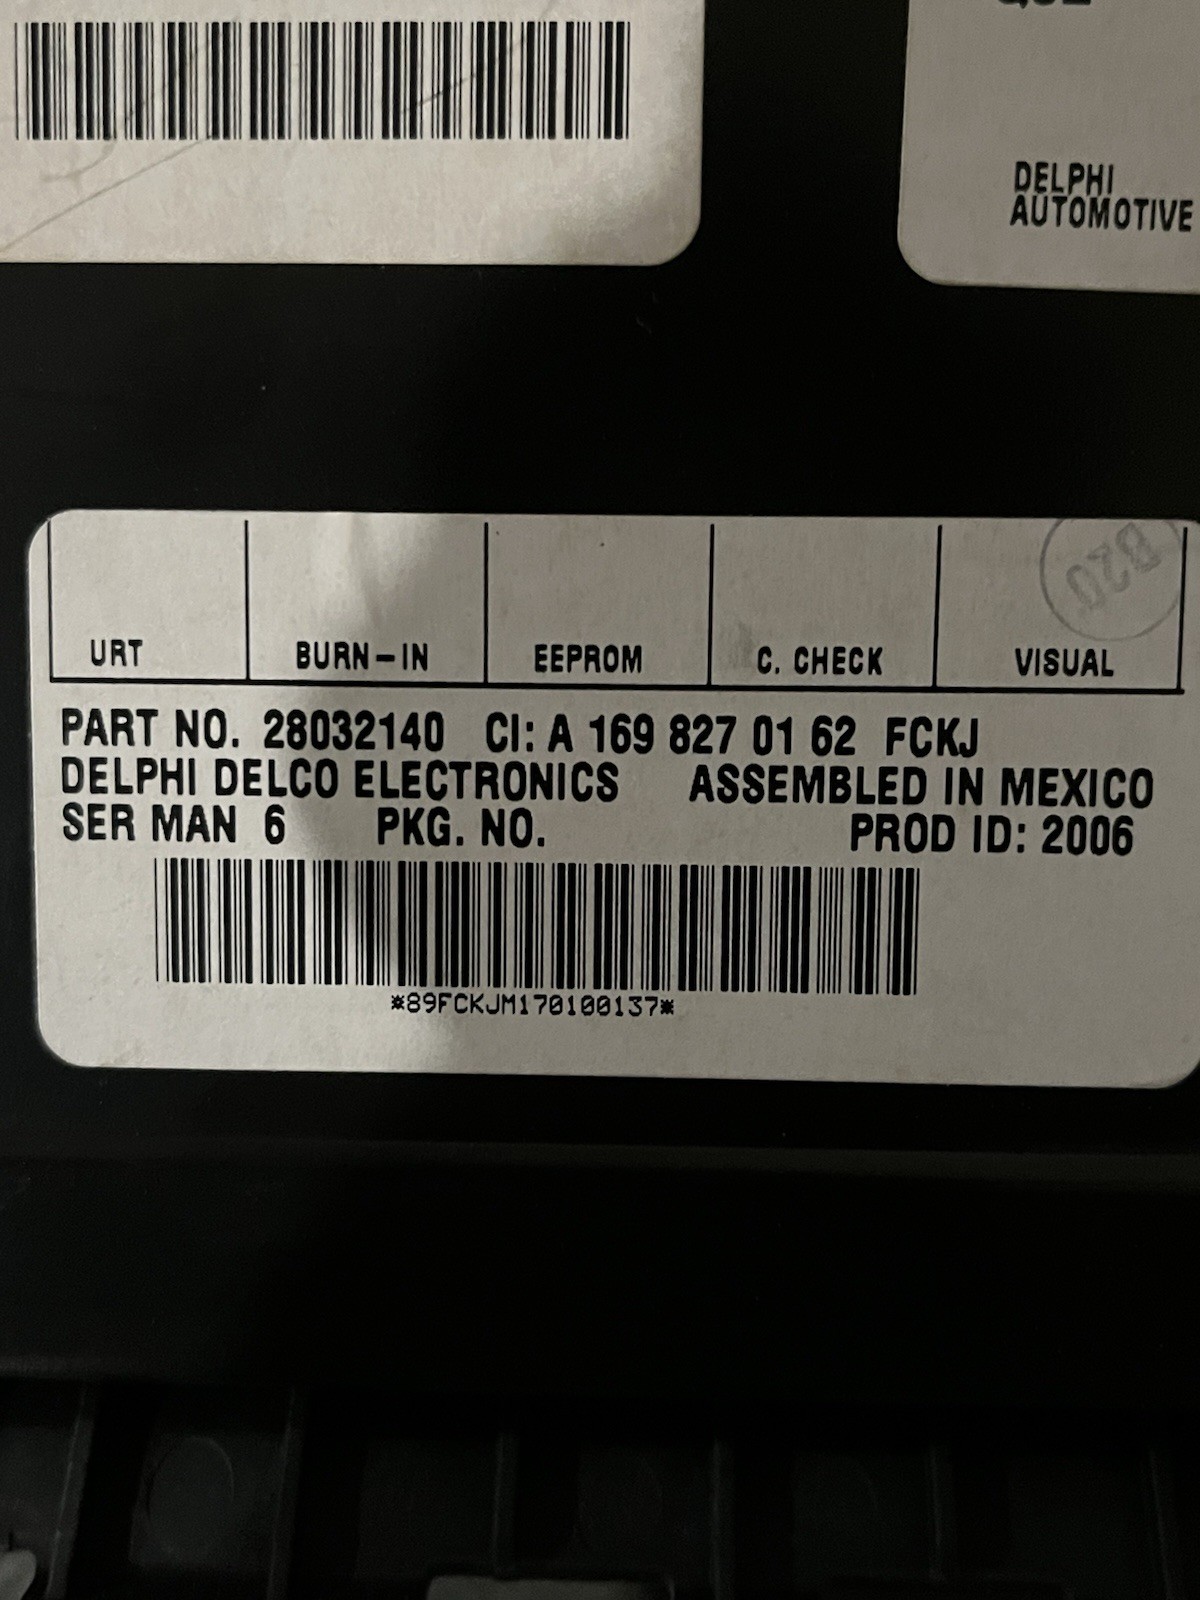 DELPHI
AUTOMOTIVE
B20
URT BURN-IN EEPROM C. CHECK VISUAL
PART NO. 28032140 CI: A 169 827 01 62 FCKJ
DELPHI DELCO ELECTRONICS ASSEMBLED IN MEXICO
SER MAN 6 PKG. NO. PROD ID: 2006
*89FCKJM170100137*